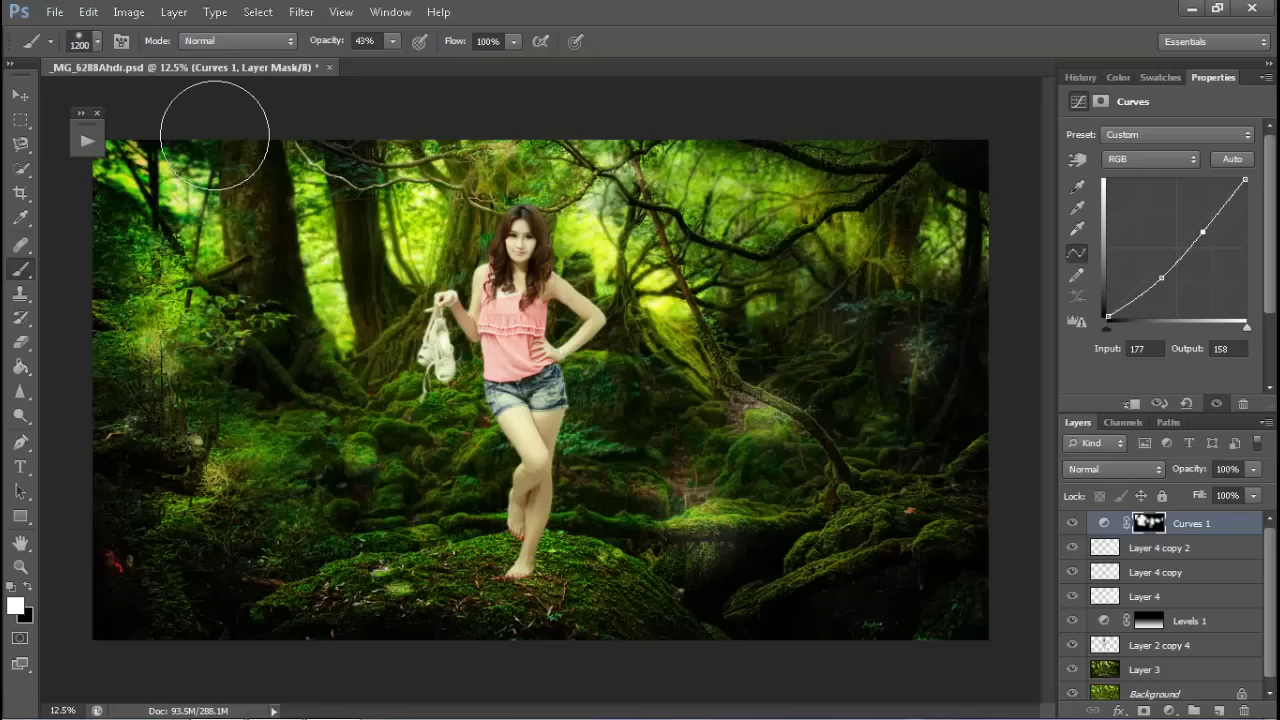 Ps File Edit Image Layer Type Select Filter View Window Help
1200 Mode: Normal Opacity: 43% Flow: 100% Essentials
_MG_6288Ahdr.psd @ 12.5% (Curves 1, Layer Mask/8) *
History Color Swatches Properties
Curves
Preset: Custom
RGB Auto
Input: 177 Output: 158
Layers Channels Paths
Kind
Normal Opacity: 100%
Lock: Fill: 100%
Curves 1
Layer 4 copy 2
Layer 4 copy
Layer 4
Levels 1
Layer 2 copy 4
Layer 3
Background
12.5% Doc: 93.5M/288.1M